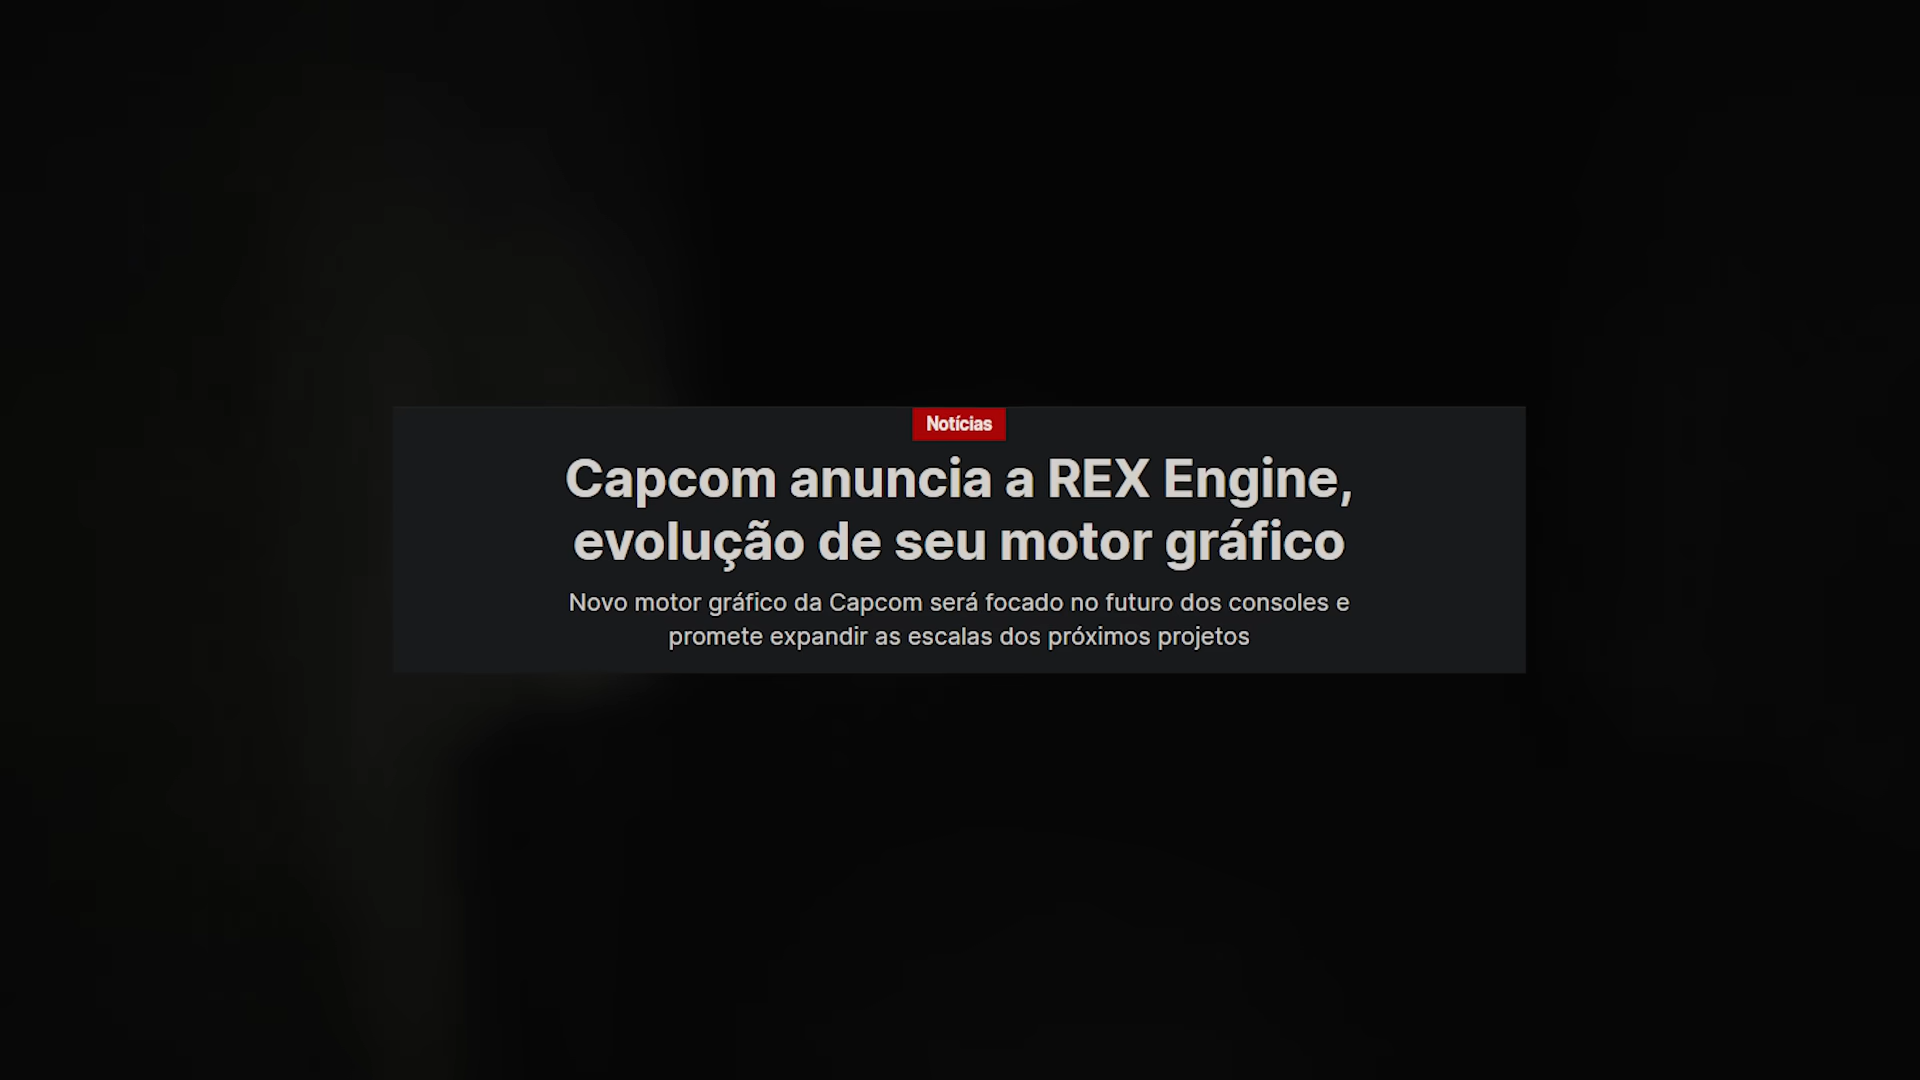 Notícias
Capcom anuncia a REX Engine,
evolução de seu motor gráfico
Novo motor gráfico da Capcom será focado no futuro dos consoles e
promete expandir as escalas dos próximos projetos